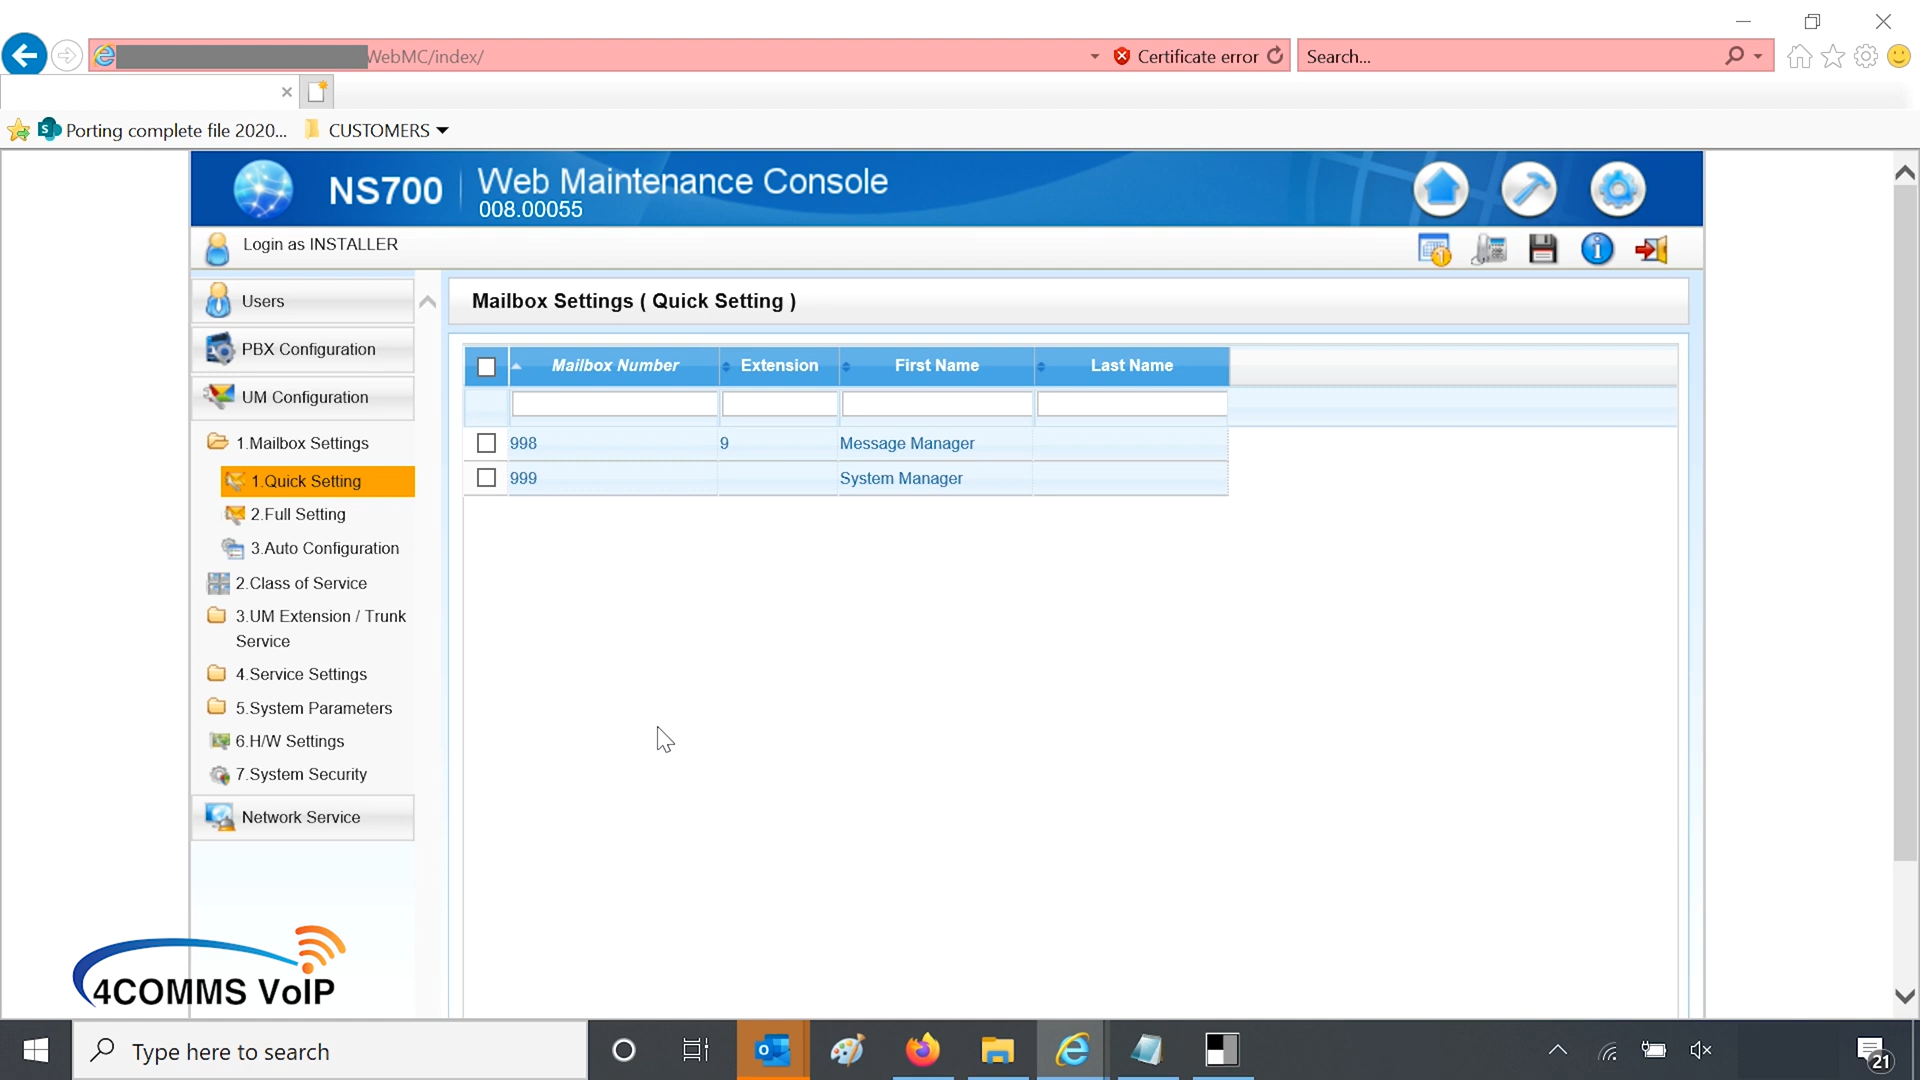 WebMC/index/
Certificate error
Search...
Porting complete file 2020...
CUSTOMERS
NS700
Web Maintenance Console
008.00055
Login as INSTALLER
Users
PBX Configuration
UM Configuration
1.Mailbox Settings
1.Quick Setting
2.Full Setting
3.Auto Configuration
2.Class of Service
3.UM Extension / Trunk
Service
4.Service Settings
5.System Parameters
6.H/W Settings
7.System Security
Network Service
Mailbox Settings ( Quick Setting )
Mailbox Number Extension First Name Last Name
998 9 Message Manager
999 System Manager
4COMMS VoIP
Type here to search
21